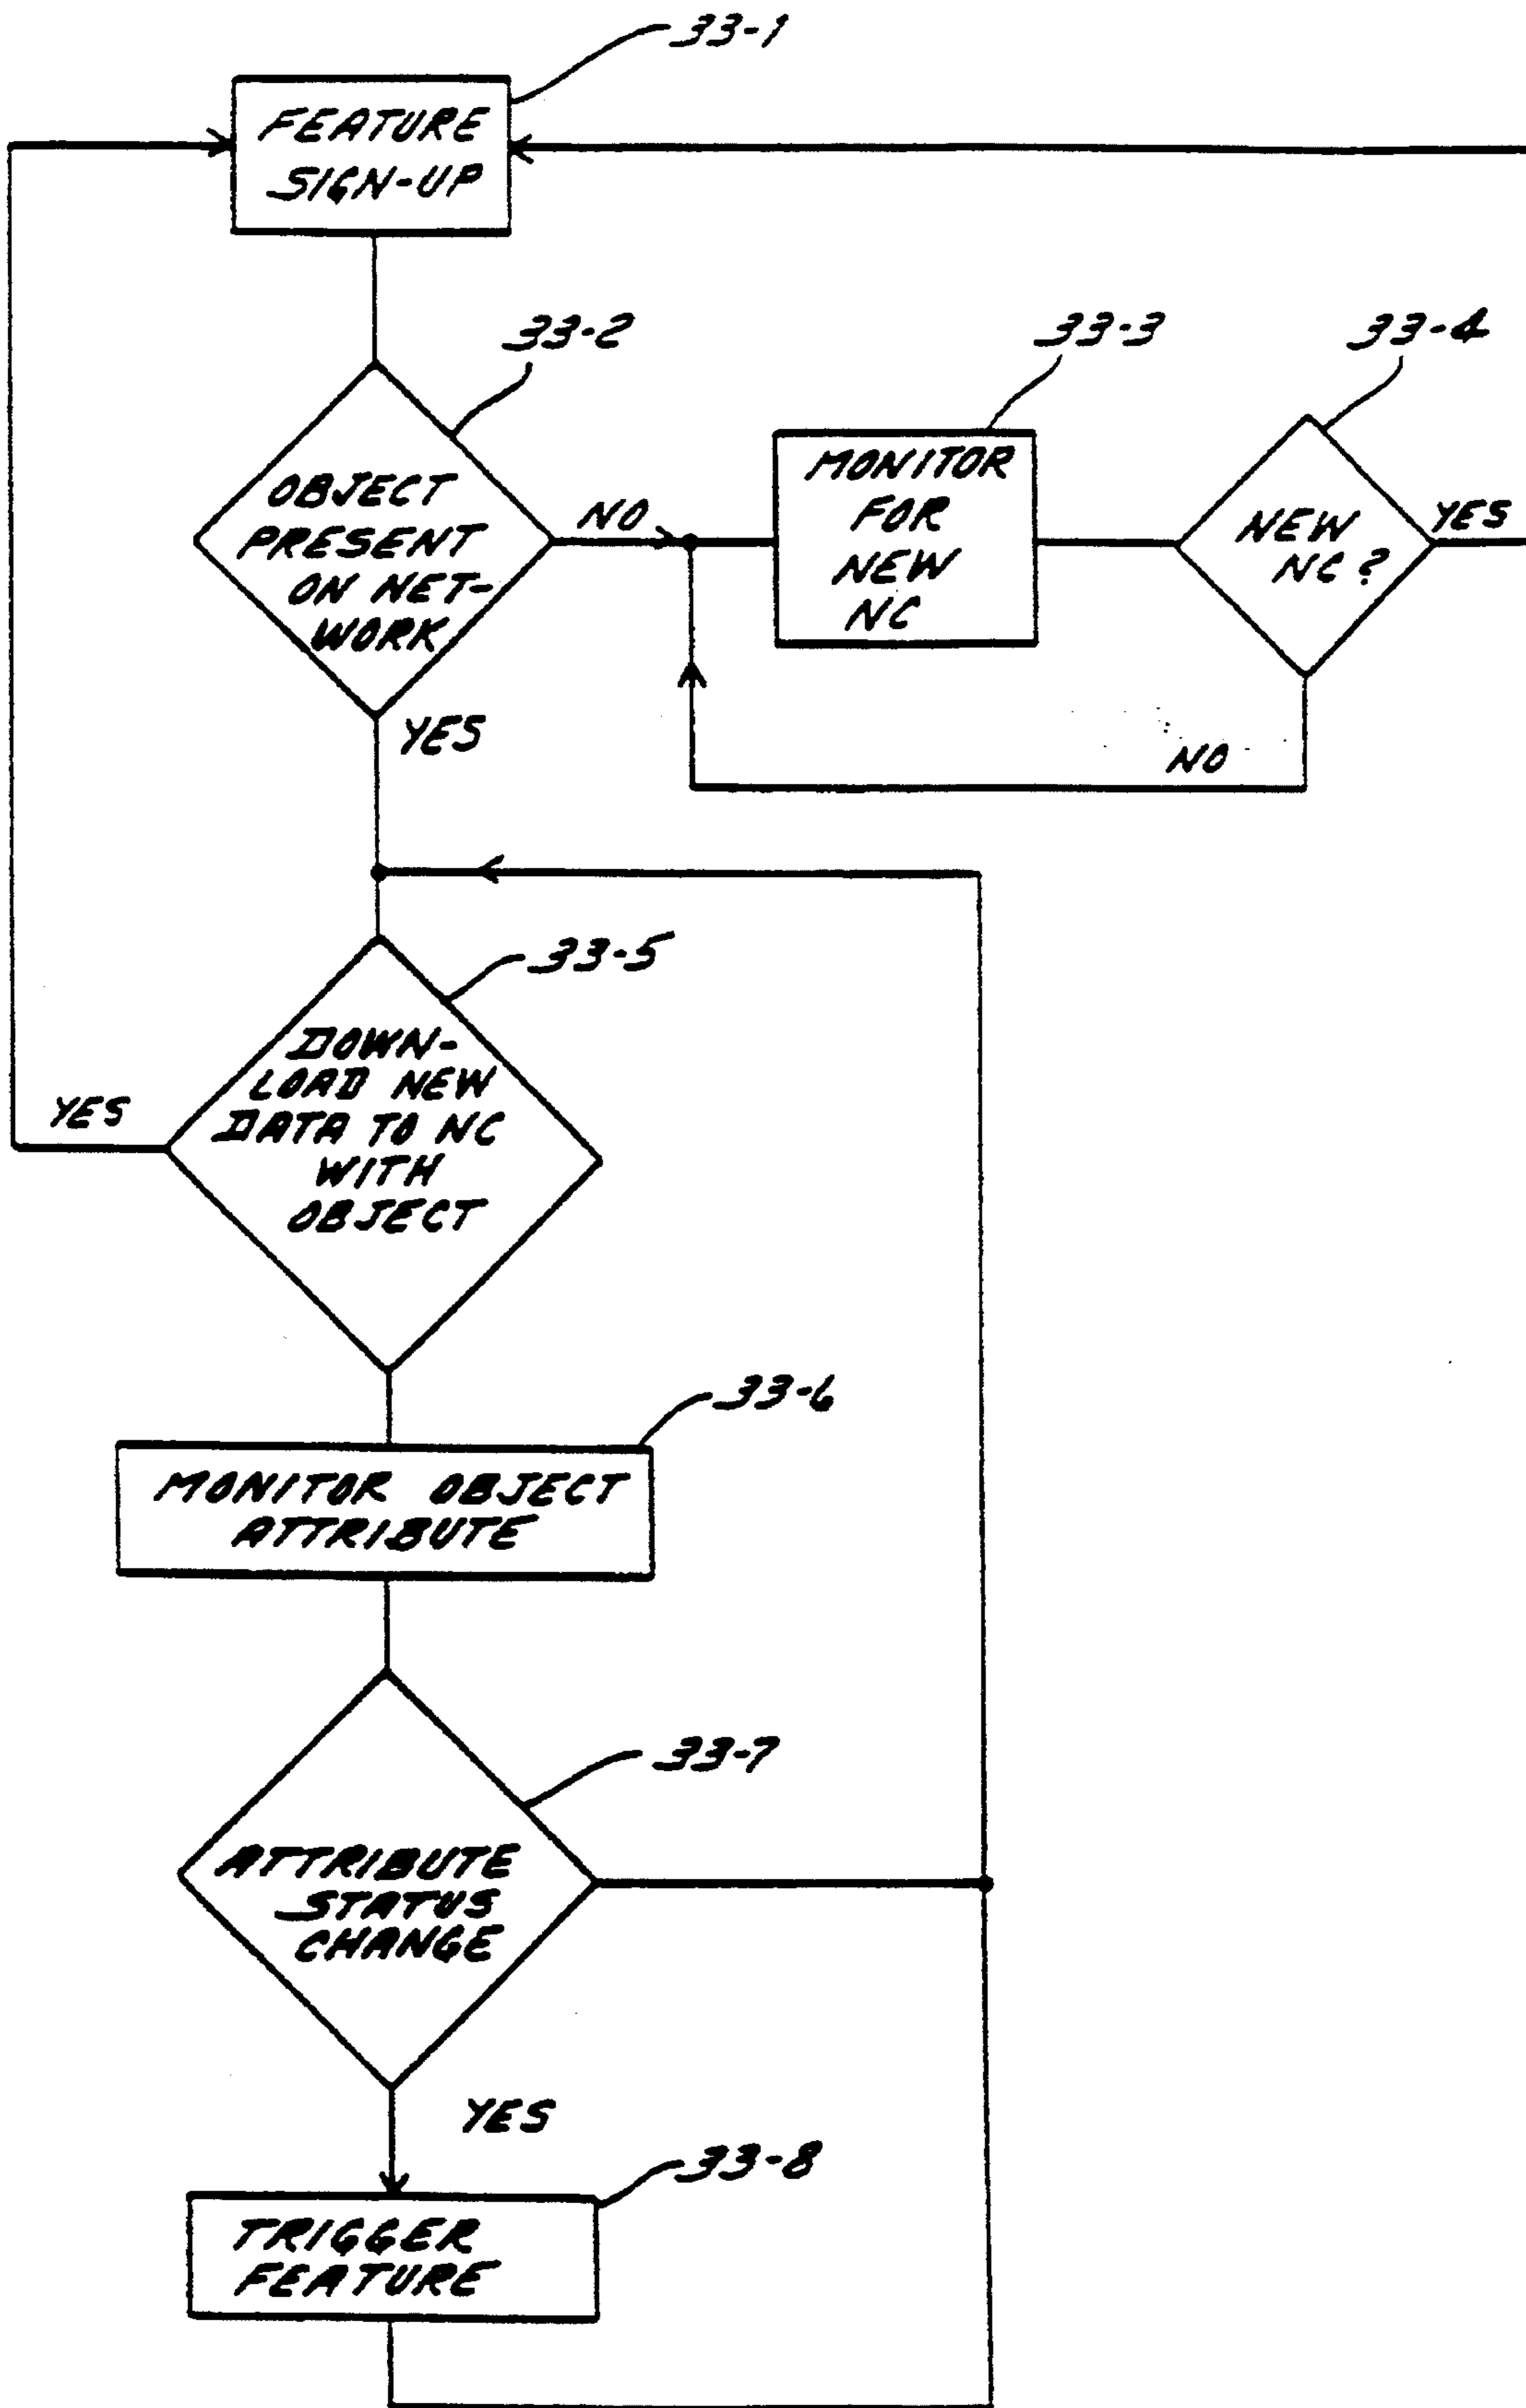 33-1
FEATURE
SIGN-UP
33-2
33-3
33-4
OBJECT
PRESENT
ON NET-
WORK
NO
MONITOR
FOR
NEW
NC
NEW
NC?
YES
YES
NO
33-5
DOWN-
LOAD NEW
DATA TO NC
WITH
OBJECT
YES
33-6
MONITOR OBJECT
ATTRIBUTE
33-7
ATTRIBUTE
STATUS
CHANGE
YES
33-8
TRIGGER
FEATURE